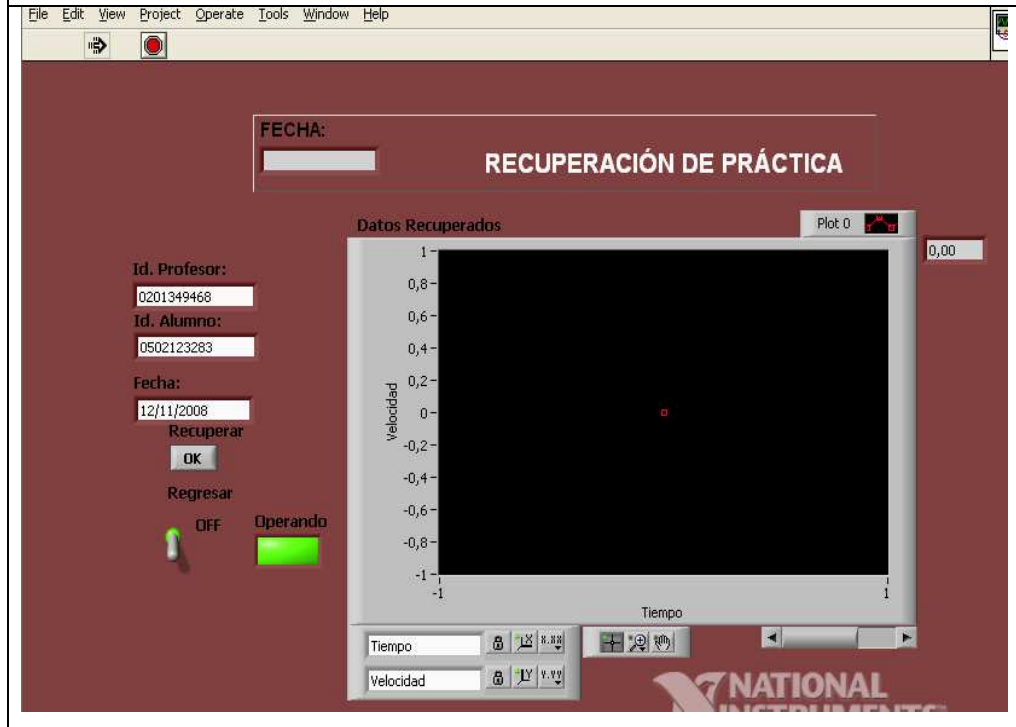 File Edit View Project Operate Tools Window Help
FECHA:
RECUPERACIÓN DE PRÁCTICA
Datos Recuperados
Plot 0
0,00
Id. Profesor:
0201349468
Id. Alumno:
0502123283
Fecha:
12/11/2008
Recuperar
OK
Regresar
OFF
Operando
Velocidad
1
0,8
0,6
0,4
0,2
0
-0,2
-0,4
-0,6
-0,8
-1
-1 1
Tiempo
Tiempo X X.XX
Velocidad Y Y.YY
NATIONAL
INSTRUMENTS